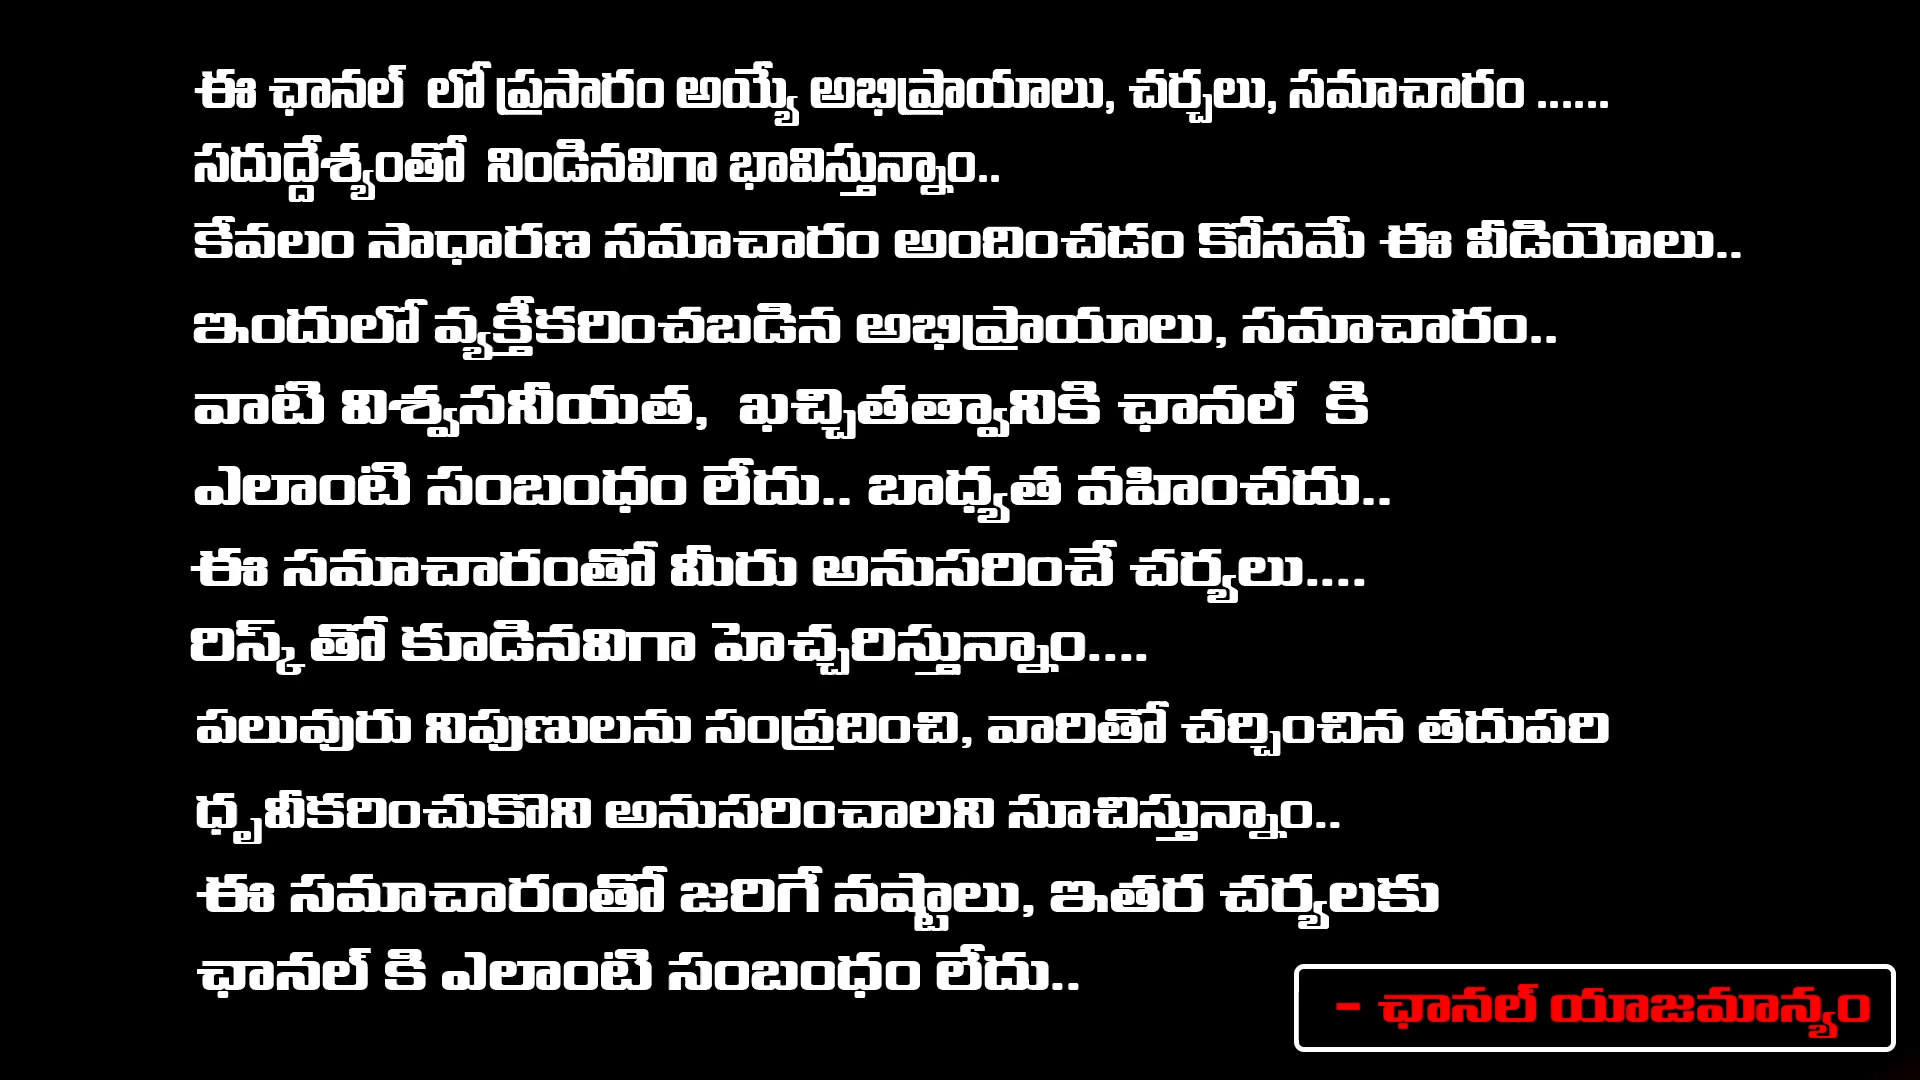 ఈ ఛానల్ లో ప్రసారం అయ్యే అభిప్రాయాలు, చర్చలు, సమాచారం ......
సదుద్దేశ్యంతో నిండినవిగా భావిస్తున్నాం..
కేవలం సాధారణ సమాచారం అందించడం కోసమే ఈ వీడియోలు..
ఇందులో వ్యక్తీకరించబడిన అభిప్రాయాలు, సమాచారం..
వాటి విశ్వసనీయత, ఖచ్చితత్వానికి ఛానల్ కి
ఎలాంటి సంబంధం లేదు.. బాధ్యత వహించదు..
ఈ సమాచారంతో మీరు అనుసరించే చర్యలు....
రిస్క్ తో కూడినవిగా హెచ్చరిస్తున్నాం....
పలువురు నిపుణులను సంప్రదించి, వారితో చర్చించిన తదుపరి
ధృవీకరించుకొని అనుసరించాలని సూచిస్తున్నాం..
ఈ సమాచారంతో జరిగే నష్టాలు, ఇతర చర్యలకు
ఛానల్ కి ఎలాంటి సంబంధం లేదు..
- ఛానల్ యాజమాన్యం